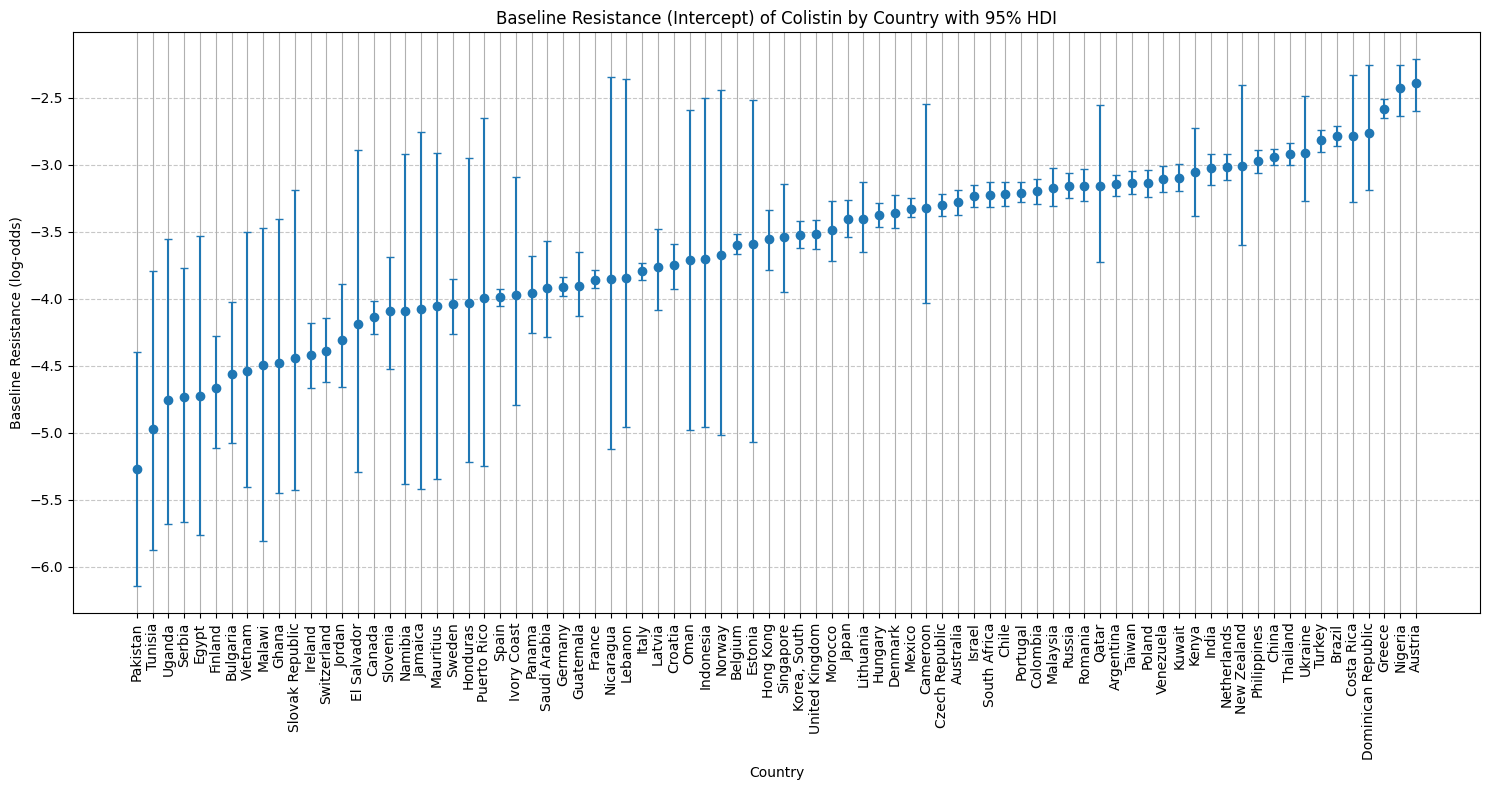 Baseline Resistance (Intercept) of Colistin by Country with 95% HDI
Baseline Resistance (log-odds)
−2.5
−3.0
−3.5
−4.0
−4.5
−5.0
−5.5
−6.0
Pakistan
Tunisia
Uganda
Serbia
Egypt
Finland
Bulgaria
Vietnam
Malawi
Ghana
Slovak Republic
Ireland
Switzerland
Jordan
El Salvador
Canada
Slovenia
Namibia
Jamaica
Mauritius
Sweden
Honduras
Puerto Rico
Spain
Ivory Coast
Panama
Saudi Arabia
Germany
Guatemala
France
Nicaragua
Lebanon
Italy
Latvia
Croatia
Oman
Indonesia
Norway
Belgium
Estonia
Hong Kong
Singapore
Korea, South
United Kingdom
Morocco
Japan
Lithuania
Hungary
Denmark
Mexico
Cameroon
Czech Republic
Australia
Israel
South Africa
Chile
Portugal
Colombia
Malaysia
Russia
Romania
Qatar
Argentina
Taiwan
Poland
Venezuela
Kuwait
Kenya
India
Netherlands
New Zealand
Philippines
China
Thailand
Ukraine
Turkey
Brazil
Costa Rica
Dominican Republic
Greece
Nigeria
Austria
Country